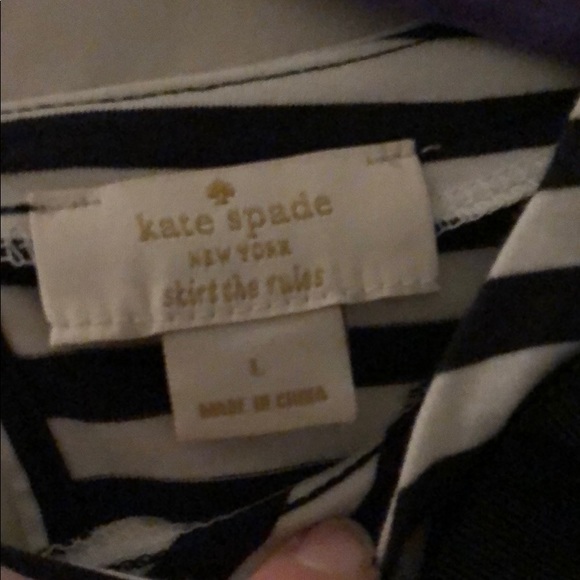 kate spade
NEW YORK
skirt the rules
L
MADE IN CHINA